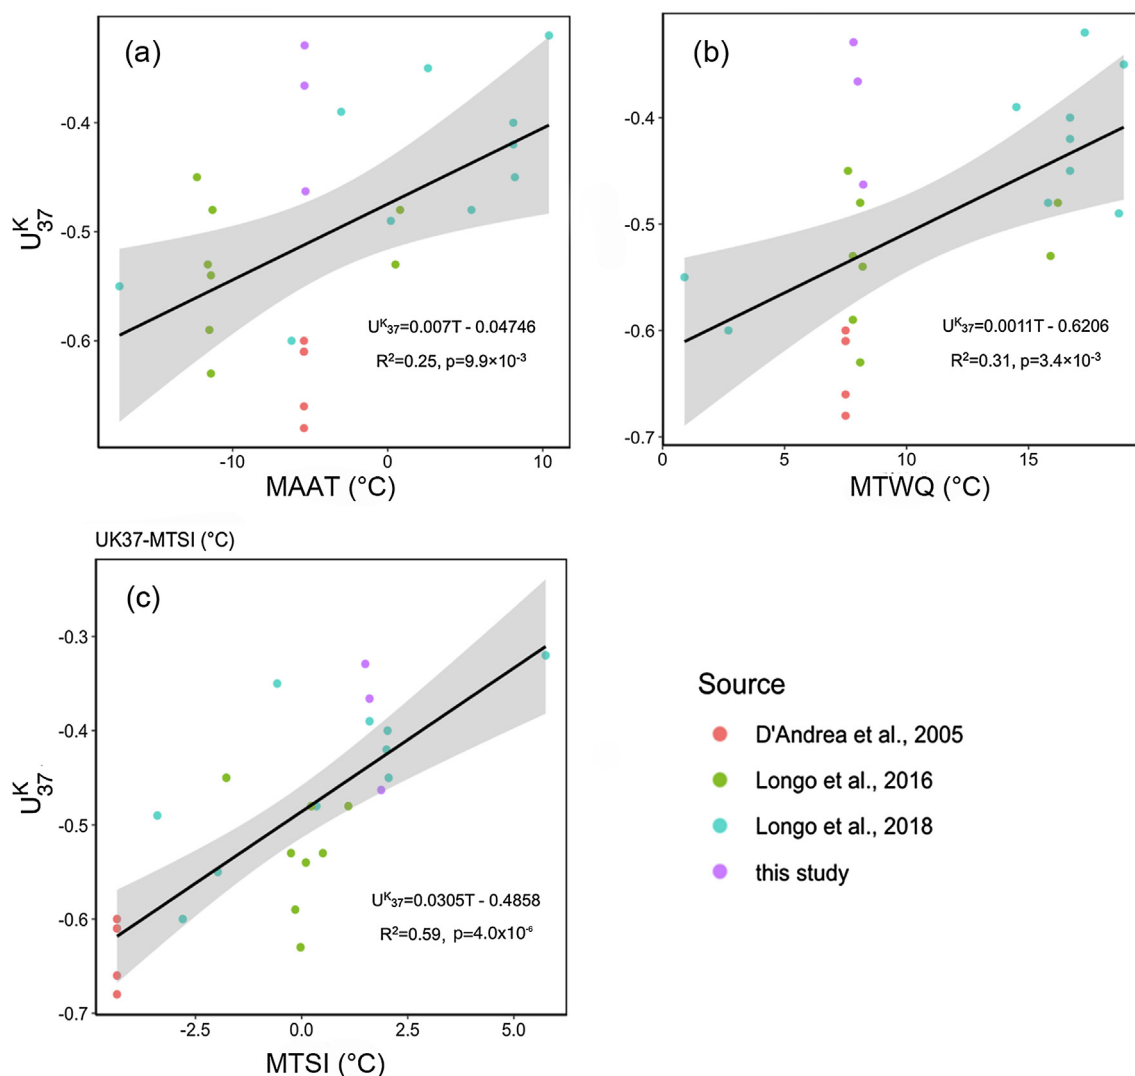 (a)
-0.4
-0.5
-0.6
U^K_37
U^K_37=0.007T - 0.04746
R²=0.25, p=9.9×10⁻³
-10 0 10
MAAT (°C)
(b)
-0.4
-0.5
-0.6
-0.7
U^K_37=0.0011T - 0.6206
R²=0.31, p=3.4×10⁻³
0 5 10 15
MTWQ (°C)
UK37-MTSI (°C)
(c)
-0.3
-0.4
-0.5
-0.6
-0.7
U^K_37
U^K_37=0.0305T - 0.4858
R²=0.59, p=4.0x10⁻⁶
-2.5 0.0 2.5 5.0
MTSI (°C)
Source
D'Andrea et al., 2005
Longo et al., 2016
Longo et al., 2018
this study